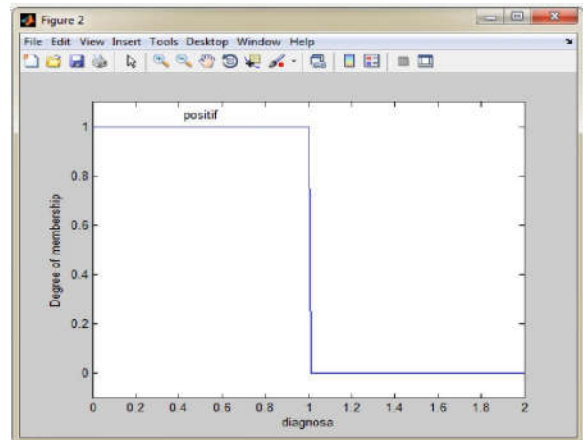 Figure 2
File Edit View Insert Tools Desktop Window Help
positif
1
0.8
0.6
0.4
0.2
0
Degree of membership
0 0.2 0.4 0.6 0.8 1 1.2 1.4 1.6 1.8 2
diagnosa